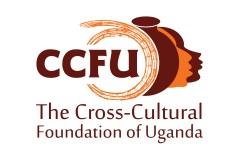 CCFU
The Cross-Cultural
Foundation of Uganda